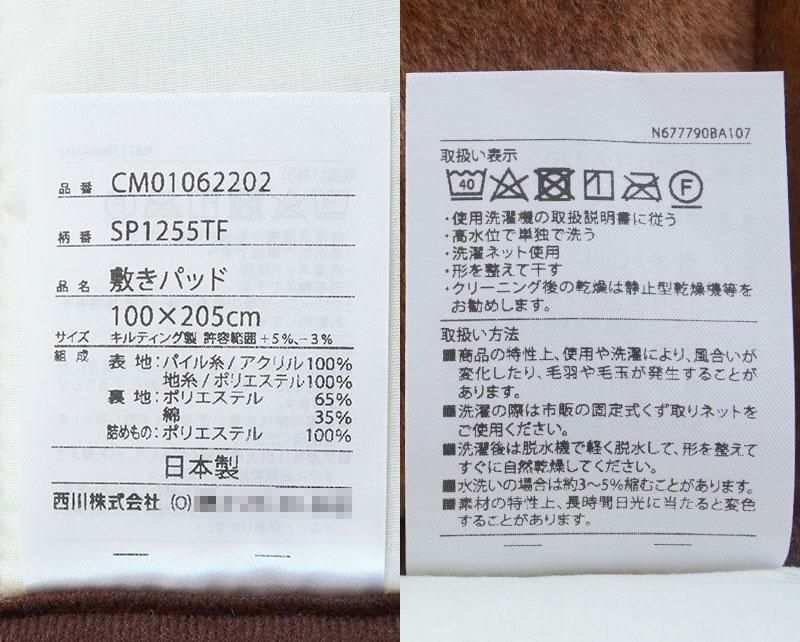 品番 CM01062202
柄番 SP1255TF
品名 敷きパッド
100×205cm
サイズ キルティング製 許容範囲+5%、-3%
組成 表地:パイル糸/アクリル100%
地糸/ポリエステル100%
裏地:ポリエステル 65%
綿 35%
詰めもの:ポリエステル 100%
日本製
西川株式会社 (O)
N677790BA107
取扱い表示
40 F
・使用洗濯機の取扱説明書に従う
・高水位で単独で洗う
・洗濯ネット使用
・形を整えて干す
・クリーニング後の乾燥は静止型乾燥機等を
お勧めします。
取扱い方法
■商品の特性上、使用や洗濯により、風合いが
変化したり、毛羽や毛玉が発生することが
あります。
■洗濯の際は市販の固定式くず取りネットを
ご使用ください。
■洗濯後は脱水機で軽く脱水して、形を整えて
すぐに自然乾燥してください。
■水洗いの場合は約3～5%縮むことがあります。
■素材の特性上、長時間日光に当たると変色
することがあります。